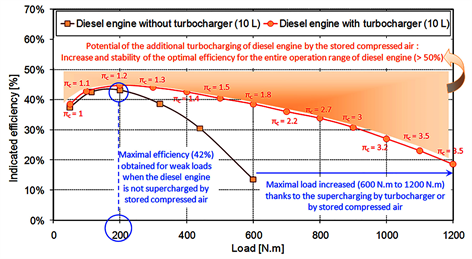 Diesel engine without turbocharger (10 L)
Diesel engine with turbocharger (10 L)
70%
60%
50%
40%
30%
20%
10%
0%
Indicated efficiency [%]
Potential of the additional turbocharging of diesel engine by the stored compressed air :
Increase and stability of the optimal efficiency for the entire operation range of diesel engine (> 50%)
πc = 1
πc = 1.1
πc = 1.2
πc = 1.3
πc = 1.4
πc = 1.5
πc = 1.8
πc = 2.2
πc = 2.7
πc = 3
πc = 3.2
πc = 3.5
πc = 3.5
Maximal efficiency (42%)
obtained for weak loads
when the diesel engine
is not supercharged by
stored compressed air
Maximal load increased (600 N.m to 1200 N.m)
thanks to the supercharging by turbocharger or
by stored compressed air
0
200
400
600
800
1000
1200
Load [N.m]